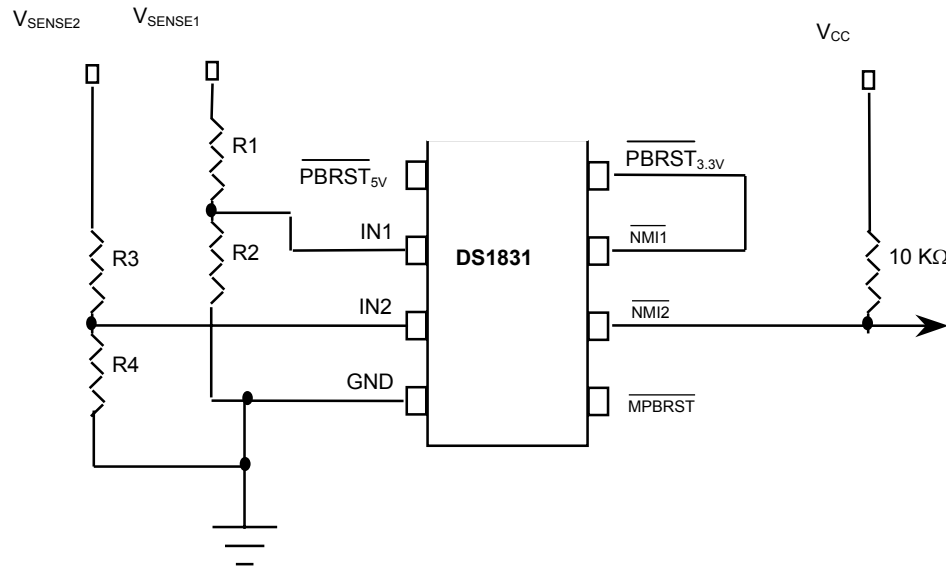 VSENSE2
VSENSE1
VCC
R1
PBRST5V
PBRST3.3V
IN1
NMI1
R2
DS1831
R3
10 KΩ
IN2
NMI2
R4
GND
MPBRST